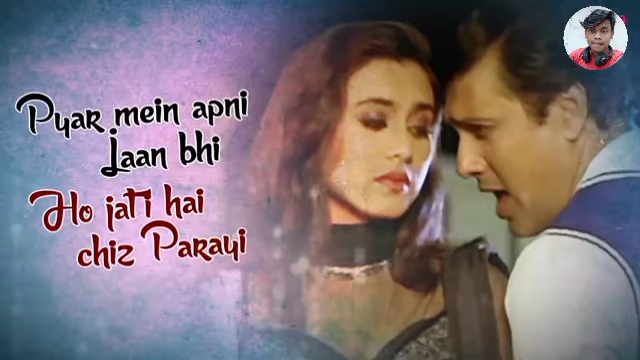 Pyar mein apni
Jaan bhi
Ho jati hai
chiz Parayi